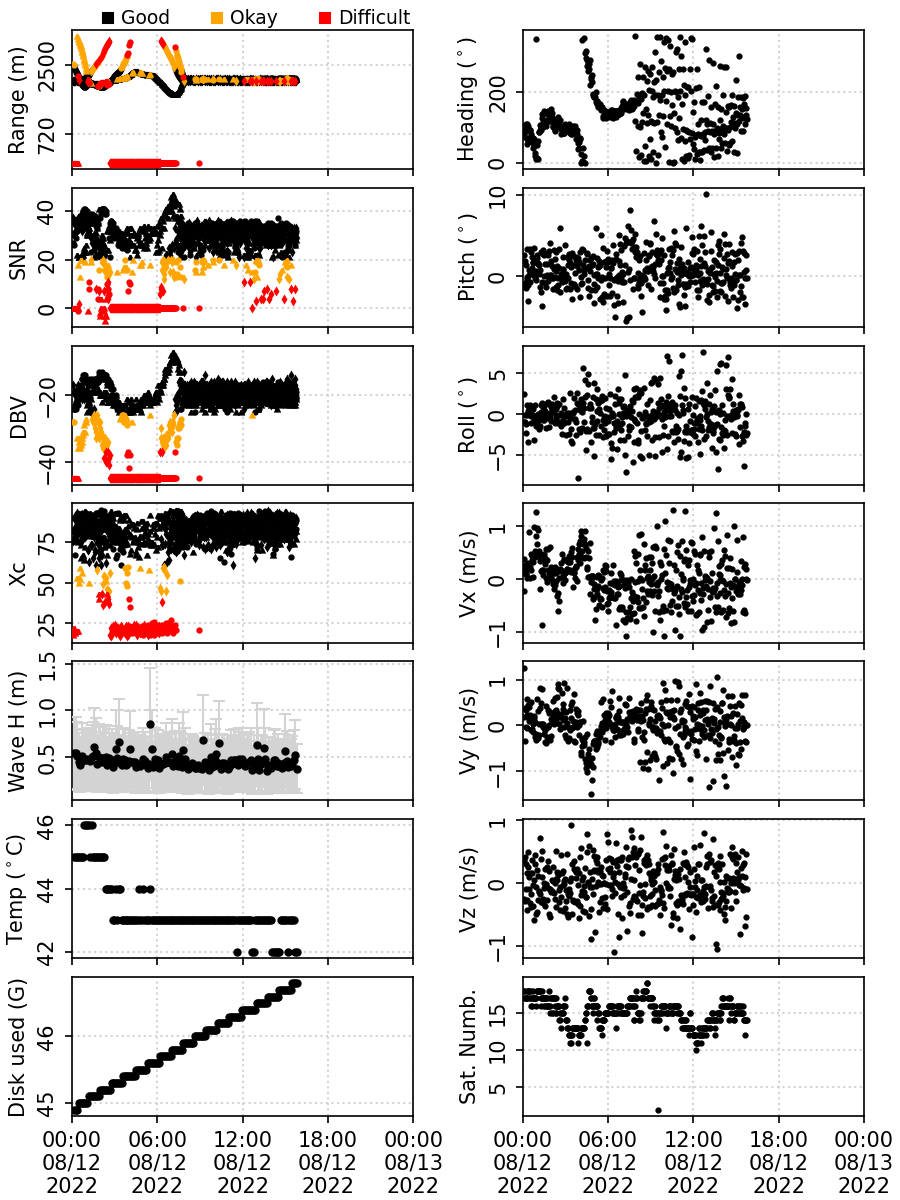 Good Okay Difficult
Range (m)
2500
720
Heading (°)
200
0
SNR
40
20
0
Pitch (°)
10
0
DBV
−20
−40
Roll (°)
5
0
−5
Xc
75
50
25
Vx (m/s)
1
0
−1
Wave H (m)
1.5
1.0
0.5
Vy (m/s)
1
0
−1
Temp (°C)
46
44
42
Vz (m/s)
1
0
−1
Disk used (G)
46
45
Sat. Numb.
15
10
5
00:00 06:00 12:00 18:00 00:00
08/12 08/12 08/12 08/12 08/13
2022 2022 2022 2022 2022
00:00 06:00 12:00 18:00 00:00
08/12 08/12 08/12 08/12 08/13
2022 2022 2022 2022 2022